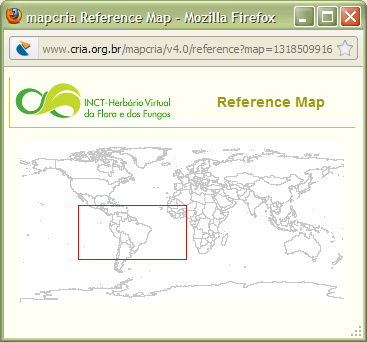 mapcria Reference Map - Mozilla Firefox
www.cria.org.br/mapcria/v4.0/reference?map=1318509916
INCT-Herbário Virtual
da Flora e dos Fungos
Reference Map